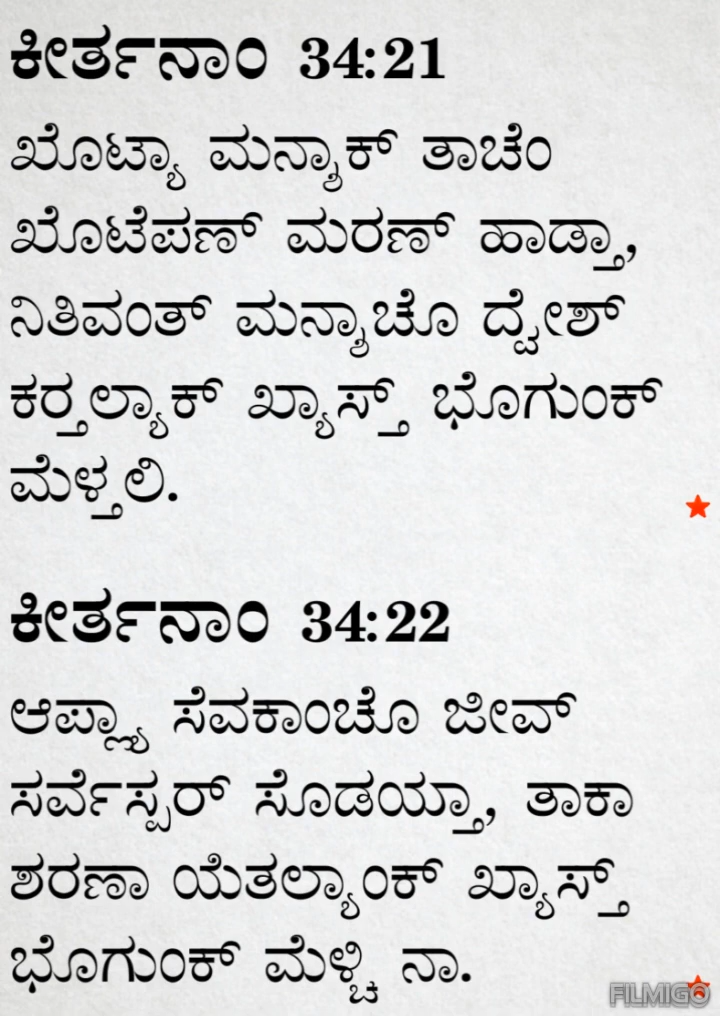 ಕೀರ್ತನಾಂ 34:21
ಖೊಟ್ಯಾ ಮನ್ಶಾಕ್ ತಾಚೆಂ
ಖೊಟೆಪಣ್ ಮರಣ್ ಹಾಡ್ತಾ,
ನಿತಿವಂತ್ ಮನ್ಶಾಚೊ ದ್ವೇಶ್
ಕರ‍್ತಲ್ಯಾಕ್ ಖ್ಯಾಸ್ತ್ ಭೊಗುಂಕ್
ಮೆಳ್ತಲಿ.
ಕೀರ್ತನಾಂ 34:22
ಆಪ್ಲ್ಯಾ ಸೆವಕಾಂಚೊ ಜೀವ್
ಸರ್ವೆಸ್ಪರ್ ಸೊಡಯ್ತಾ, ತಾಕಾ
ಶರಣಾ ಯೆತಲ್ಯಾಂಕ್ ಖ್ಯಾಸ್ತ್
ಭೊಗುಂಕ್ ಮೆಳ್ಚಿ ನಾ.
FILMIGO